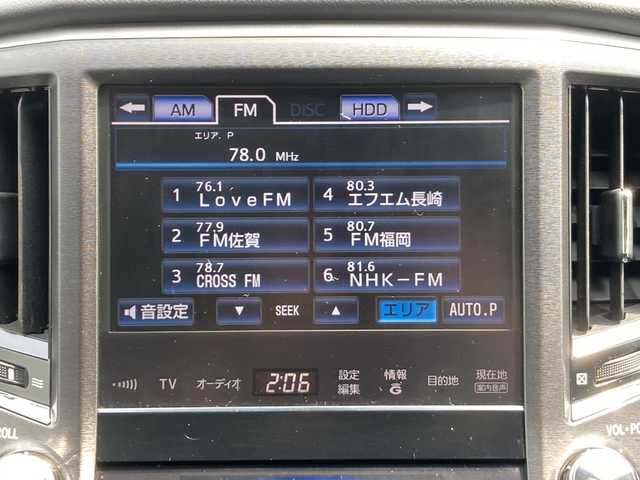 AM FM DISC HDD
エリア. P
78.0 MHz
1 76.1 LoveFM
4 80.3 エフエム長崎
2 77.9 FM佐賀
5 80.7 FM福岡
3 78.7 CROSS FM
6 81.6 NHK-FM
音設定 ▼ SEEK ▲ エリア AUTO.P
TV オーディオ 2:06 設定 編集 情報 G 目的地 現在地 案内音声
ROLL
VOL·PO